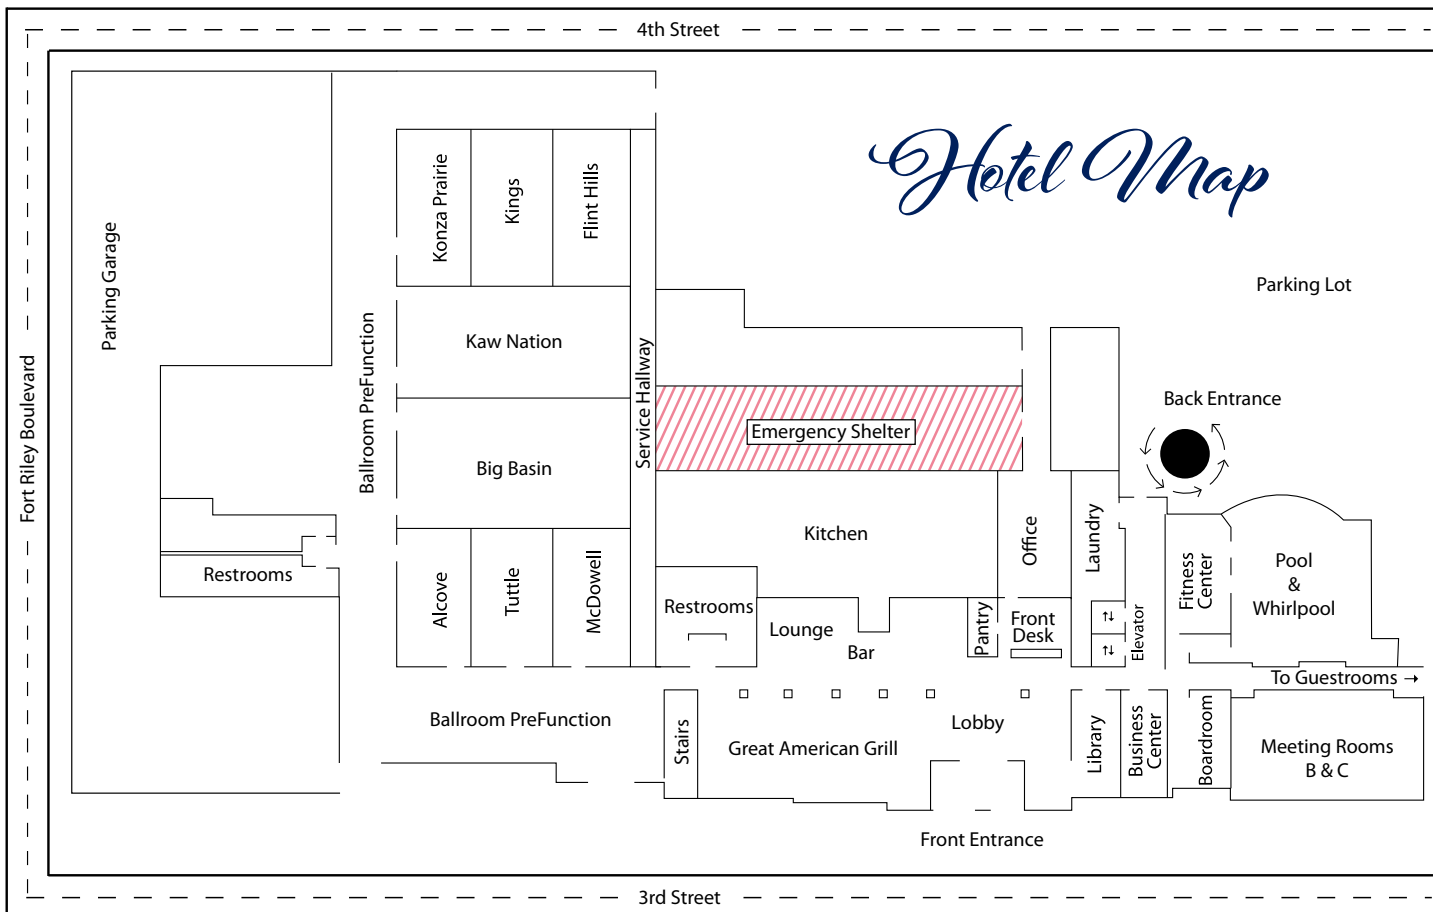 4th Street
Hotel Map
Parking Garage
Konza Prairie
Kings
Flint Hills
Parking Lot
Fort Riley Boulevard
Ballroom PreFunction
Kaw Nation
Service Hallway
Back Entrance
Emergency Shelter
Big Basin
Kitchen
Office
Laundry
Fitness
Center
Pool
&
Whirlpool
Restrooms
Alcove
Tuttle
McDowell
Restrooms
Lounge
Bar
Pantry
Front
Desk
Elevator
To Guestrooms →
Ballroom PreFunction
Stairs
Great American Grill
Lobby
Library
Business
Center
Boardroom
Meeting Rooms
B & C
Front Entrance
3rd Street